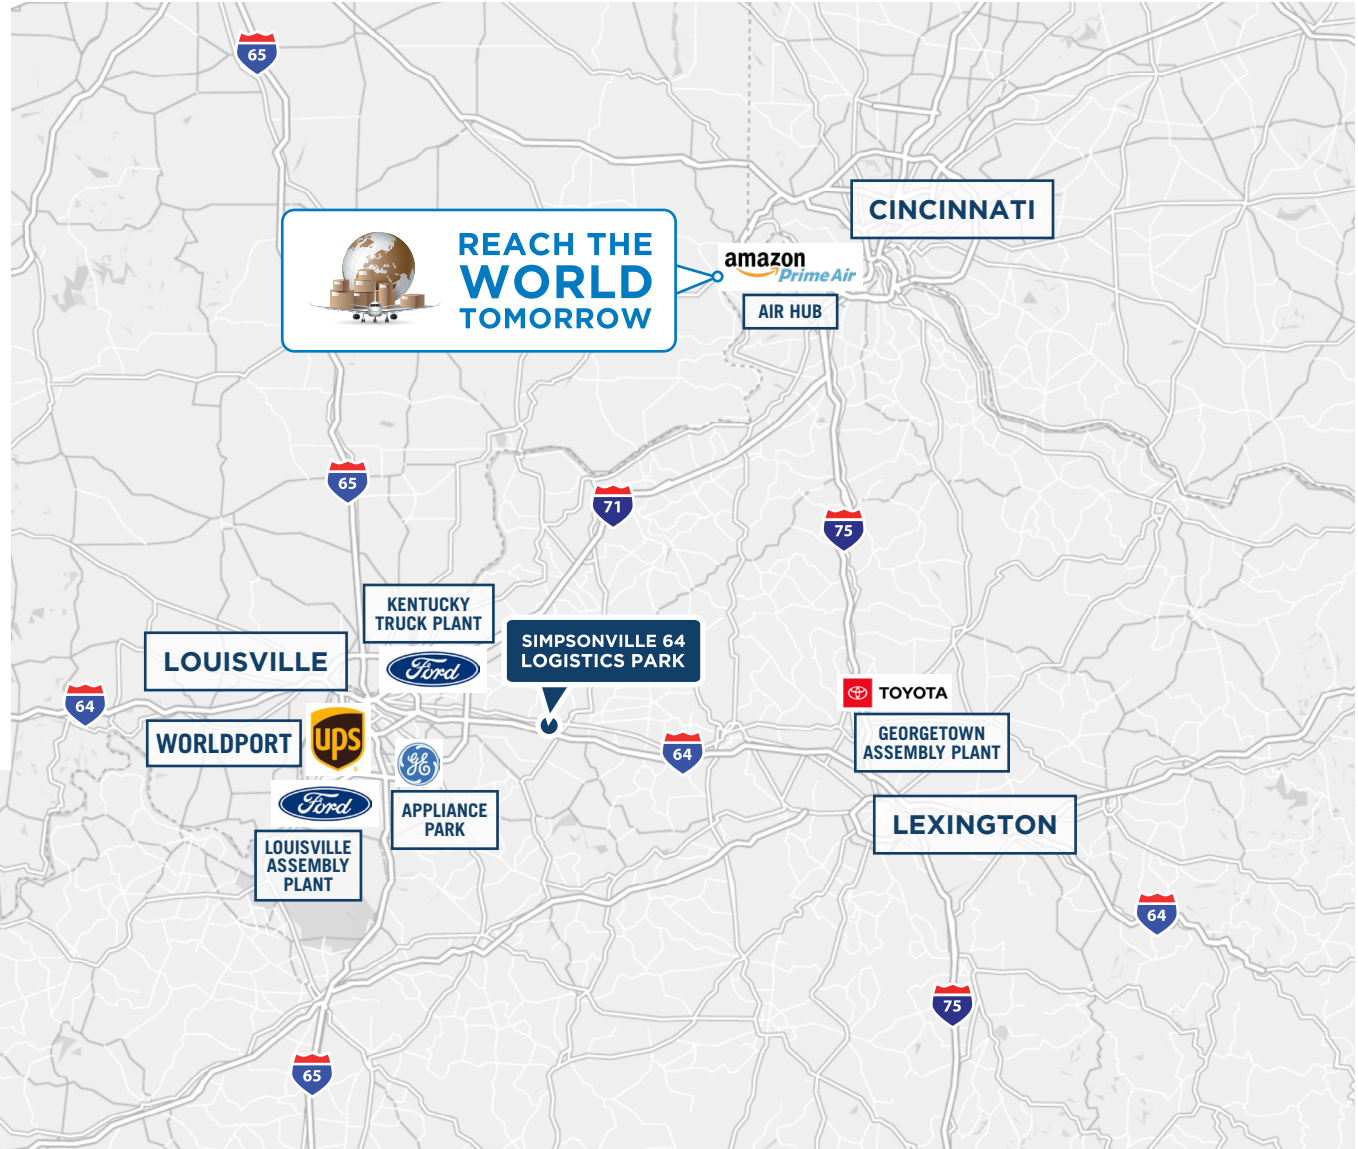 65
CINCINNATI
REACH THE
WORLD
TOMORROW
amazon
Prime Air
AIR HUB
65
71
75
KENTUCKY
TRUCK PLANT
Ford
SIMPSONVILLE 64
LOGISTICS PARK
LOUISVILLE
64
WORLDPORT
ups
GE
64
TOYOTA
GEORGETOWN
ASSEMBLY PLANT
Ford
APPLIANCE
PARK
LOUISVILLE
ASSEMBLY
PLANT
LEXINGTON
64
75
65